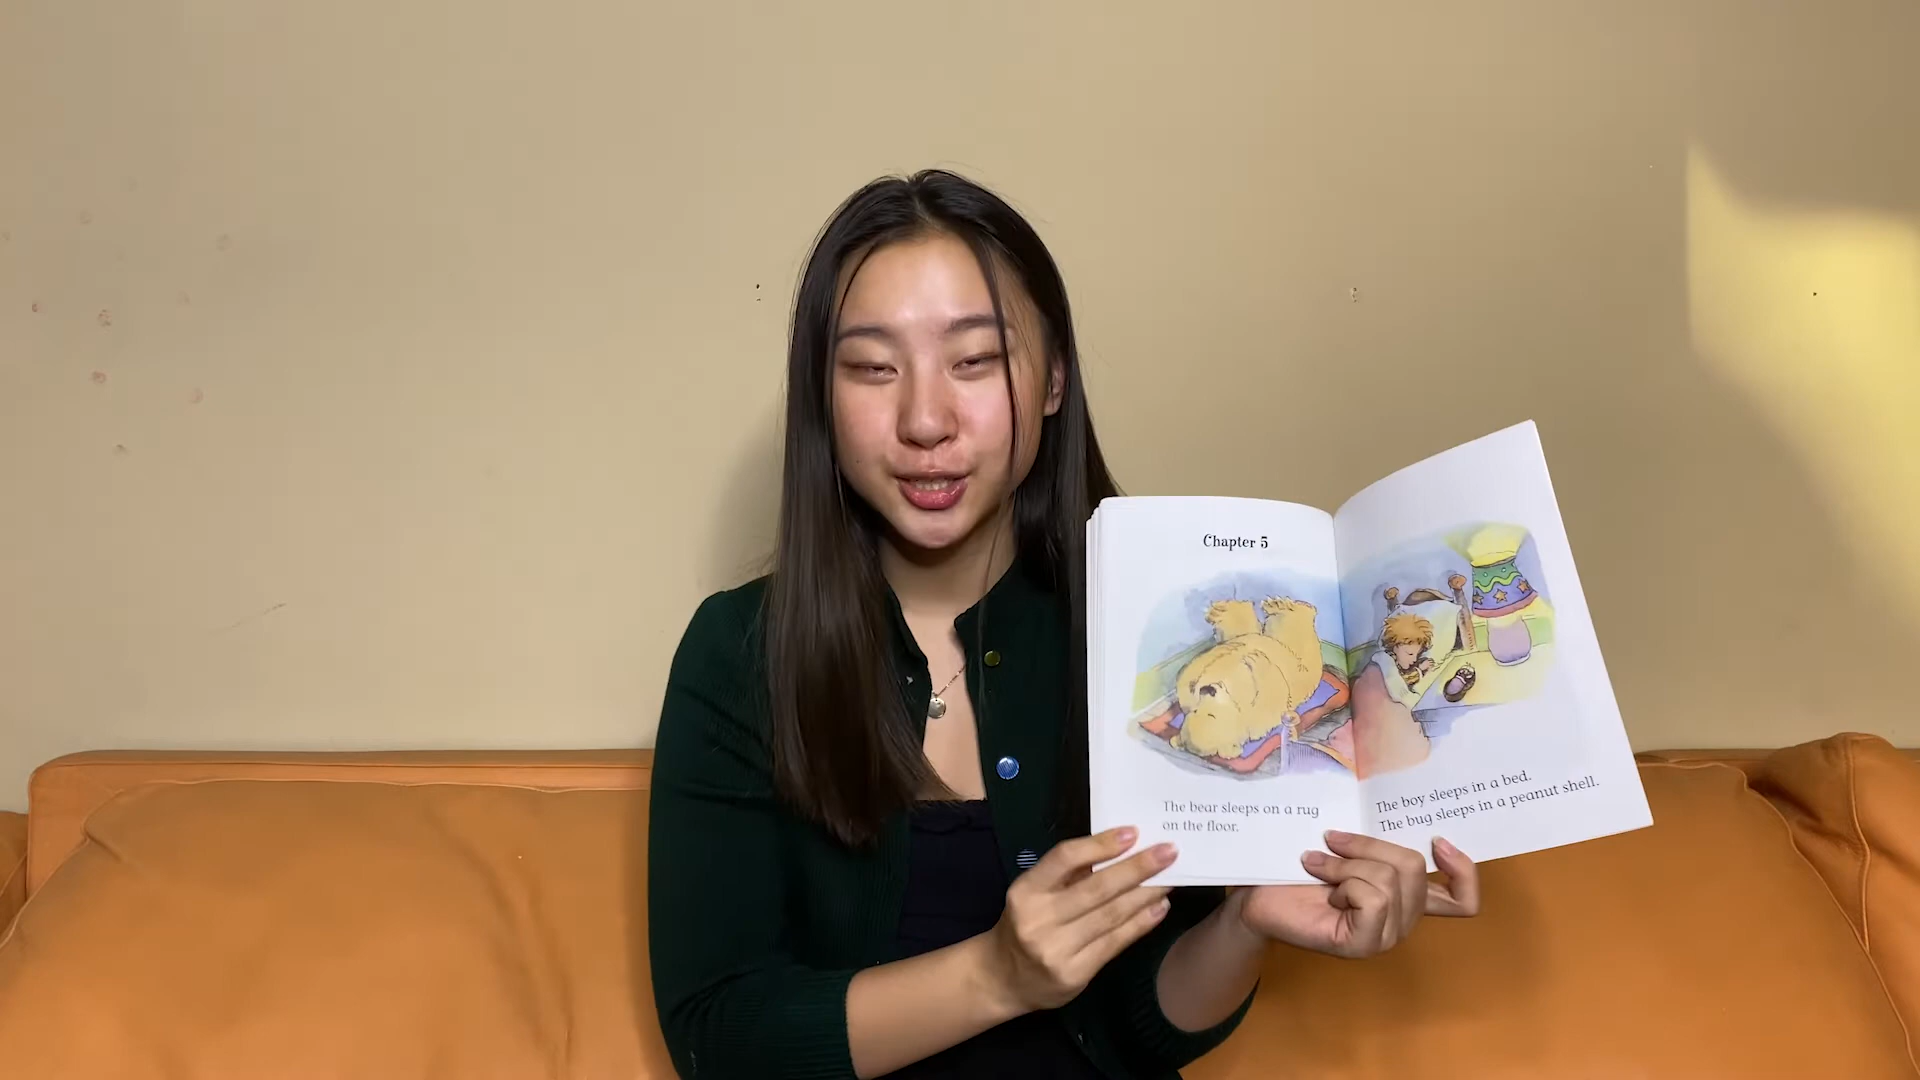 Chapter 5
The bear sleeps on a rug
on the floor.
The boy sleeps in a bed.
The bug sleeps in a peanut shell.